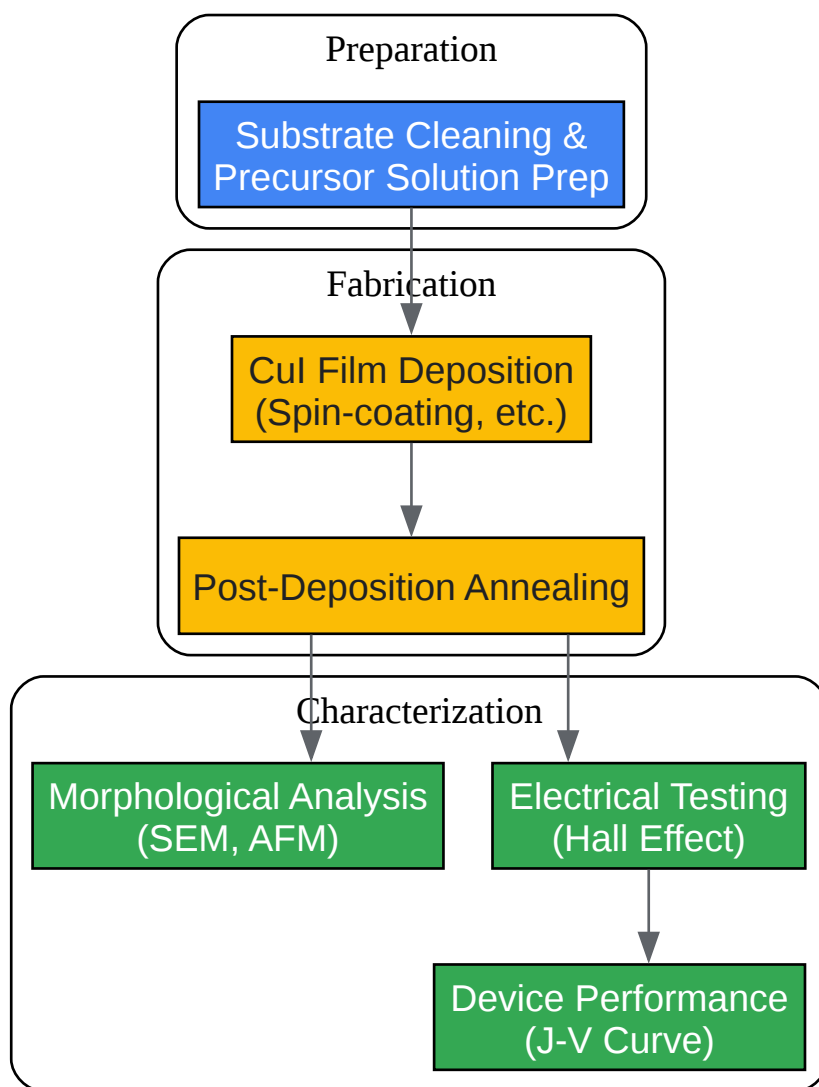 Preparation
Substrate Cleaning &
Precursor Solution Prep
Fabrication
CuI Film Deposition
(Spin-coating, etc.)
Post-Deposition Annealing
Characterization
Morphological Analysis
(SEM, AFM)
Electrical Testing
(Hall Effect)
Device Performance
(J-V Curve)